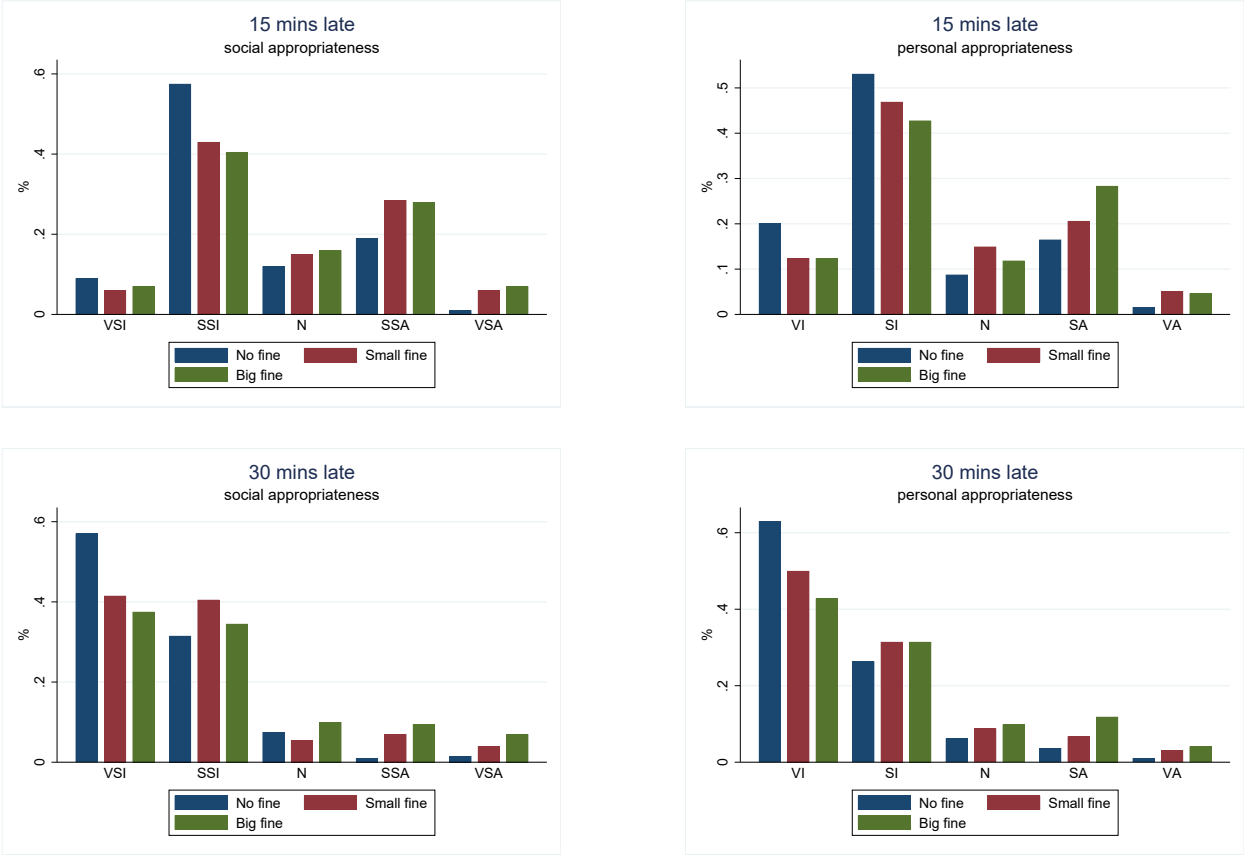 15 mins late
social appropriateness
.6
.4
.2
0
%
VSI SSI N SSA VSA
No fine Small fine
Big fine
15 mins late
personal appropriateness
.5
.4
.3
.2
.1
0
%
VI SI N SA VA
No fine Small fine
Big fine
30 mins late
social appropriateness
.6
.4
.2
0
%
VSI SSI N SSA VSA
No fine Small fine
Big fine
30 mins late
personal appropriateness
.6
.4
.2
0
%
VI SI N SA VA
No fine Small fine
Big fine